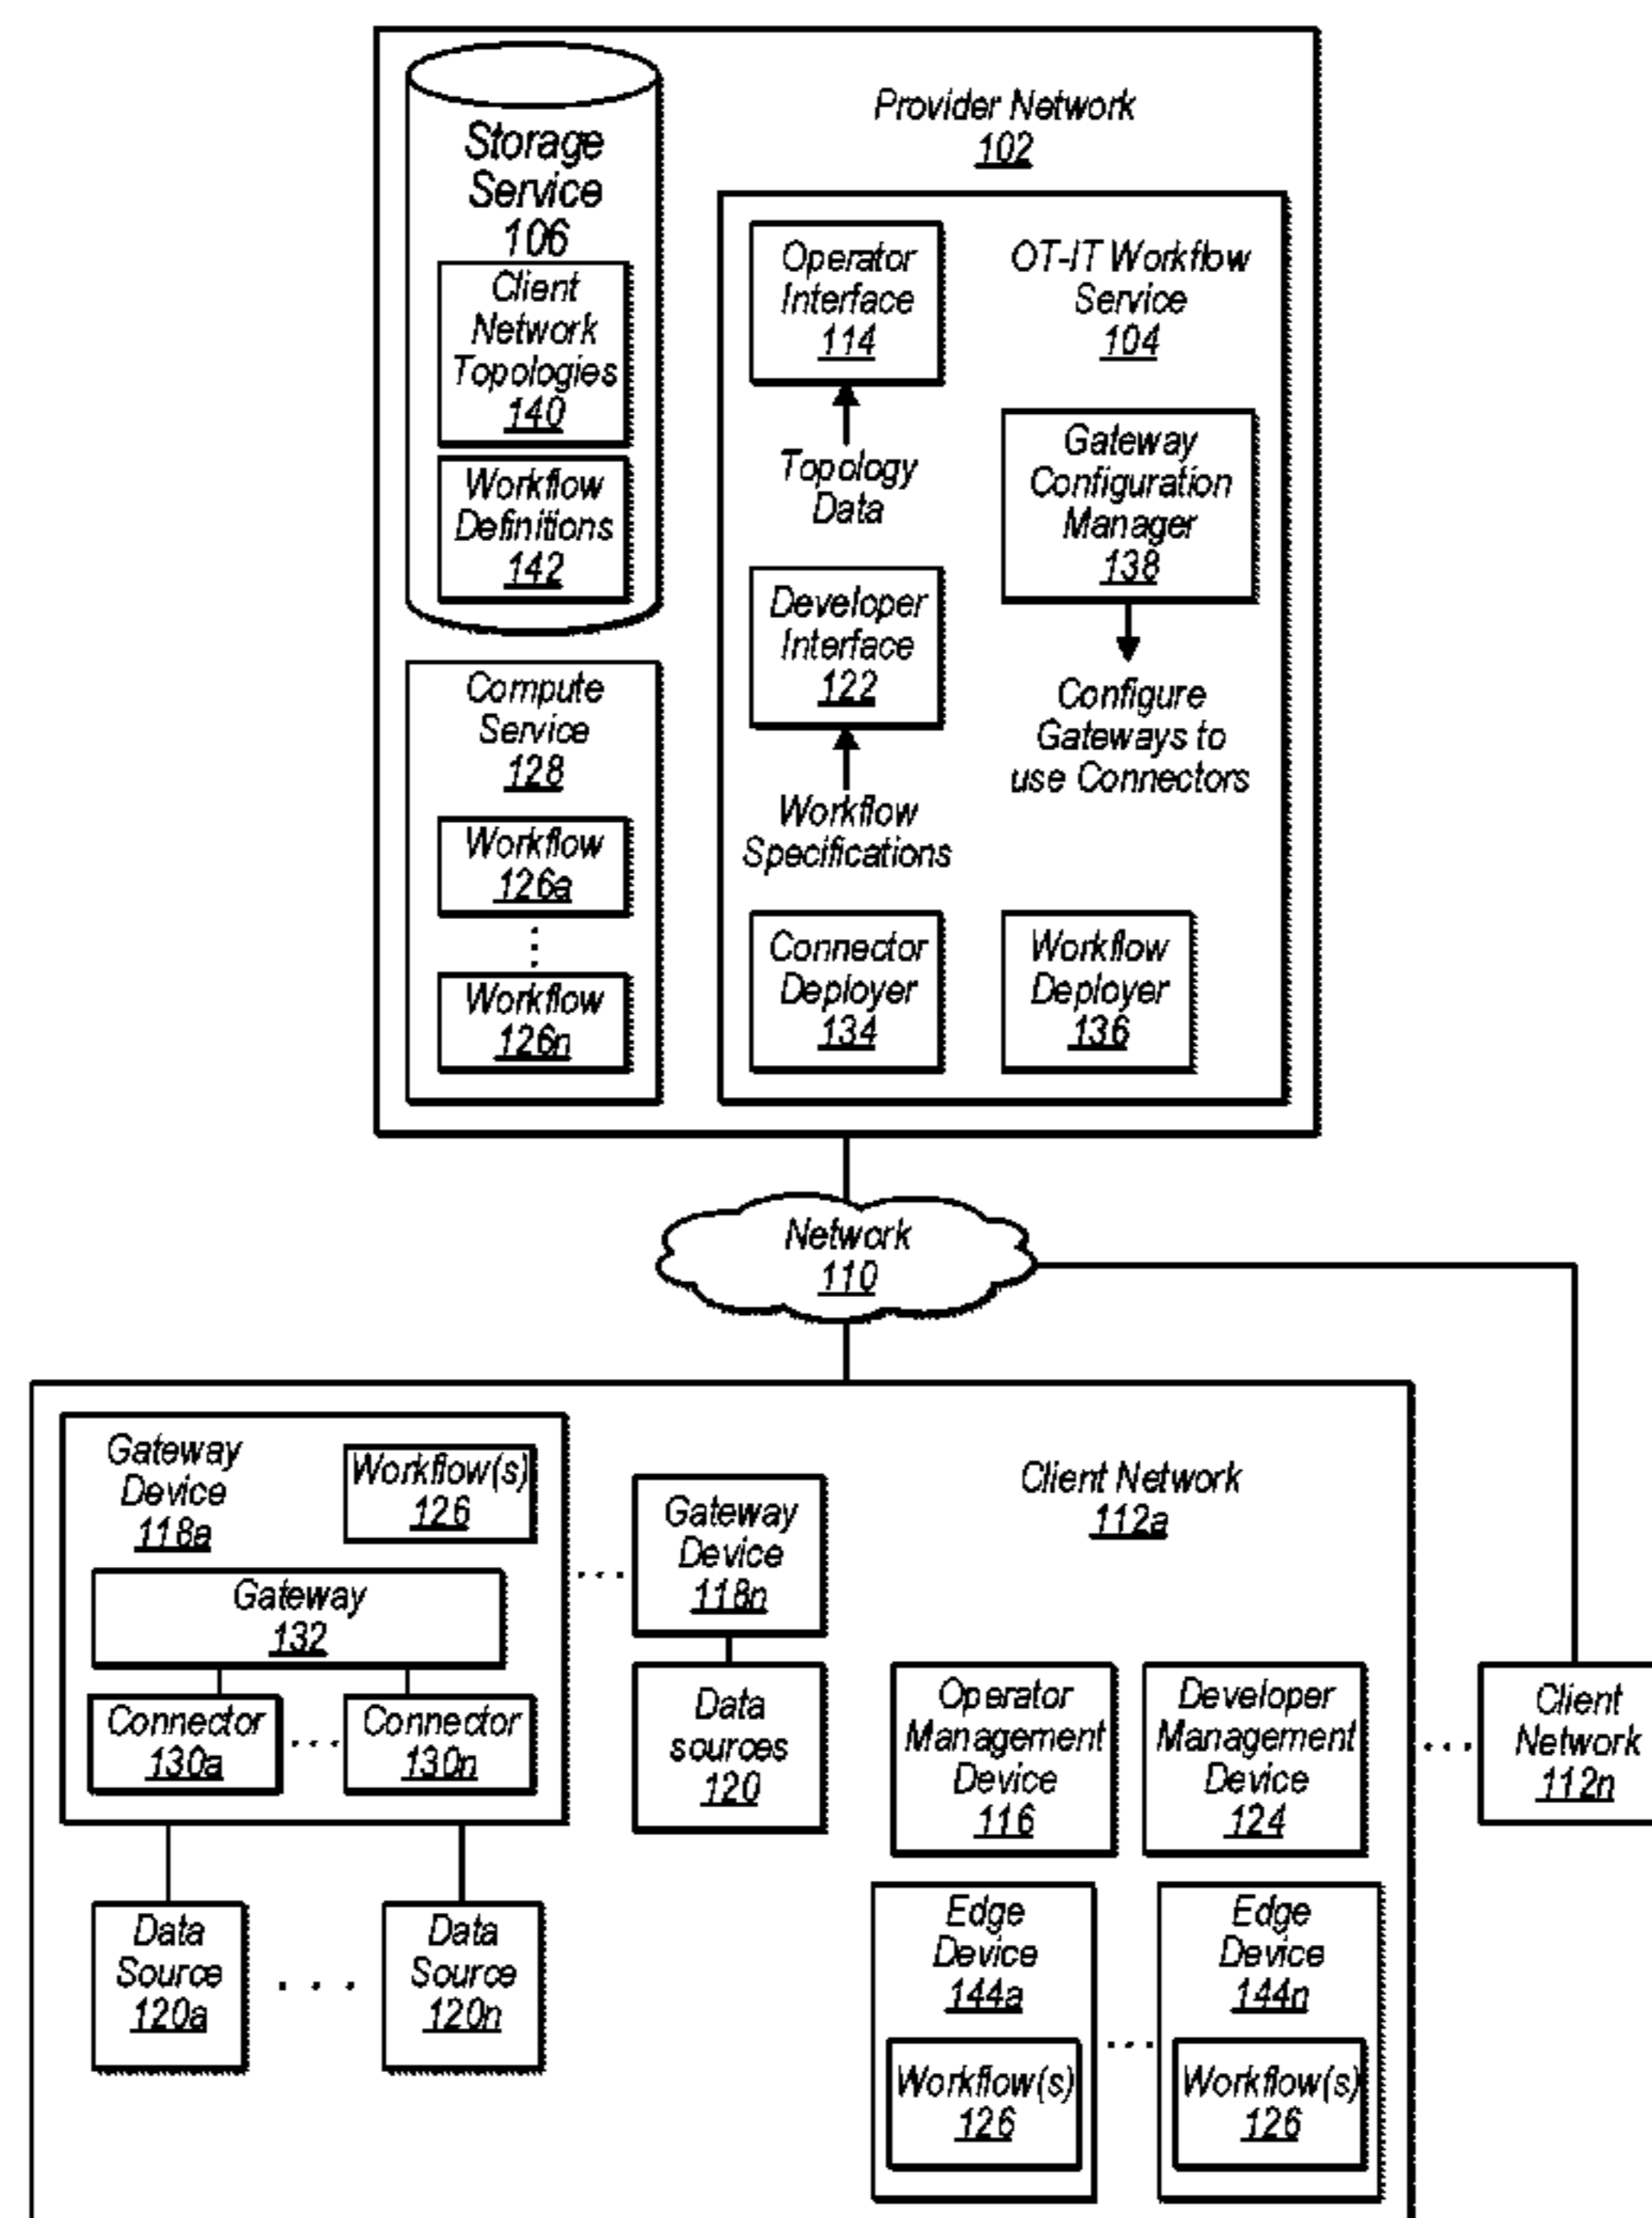 Provider Network
102
Storage
Service
106
Client
Network
Topologies
140
Workflow
Definitions
142
Compute
Service
128
Workflow
126a
Workflow
126n
OT-IT Workflow
Service
104
Operator
Interface
114
Topology
Data
Developer
Interface
122
Workflow
Specifications
Gateway
Configuration
Manager
138
Configure
Gateways to
use Connectors
Connector
Deployer
134
Workflow
Deployer
136
Network
110
Client Network
112a
Gateway
Device
118a
Workflow(s)
126
Gateway
132
Connector
130a
...
Connector
130n
...
Gateway
Device
118n
Data
sources
120
Data
Source
120a
...
Data
Source
120n
Operator
Management
Device
116
Developer
Management
Device
124
Edge
Device
144a
Workflow(s)
126
...
Edge
Device
144n
Workflow(s)
126
...
Client
Network
112n